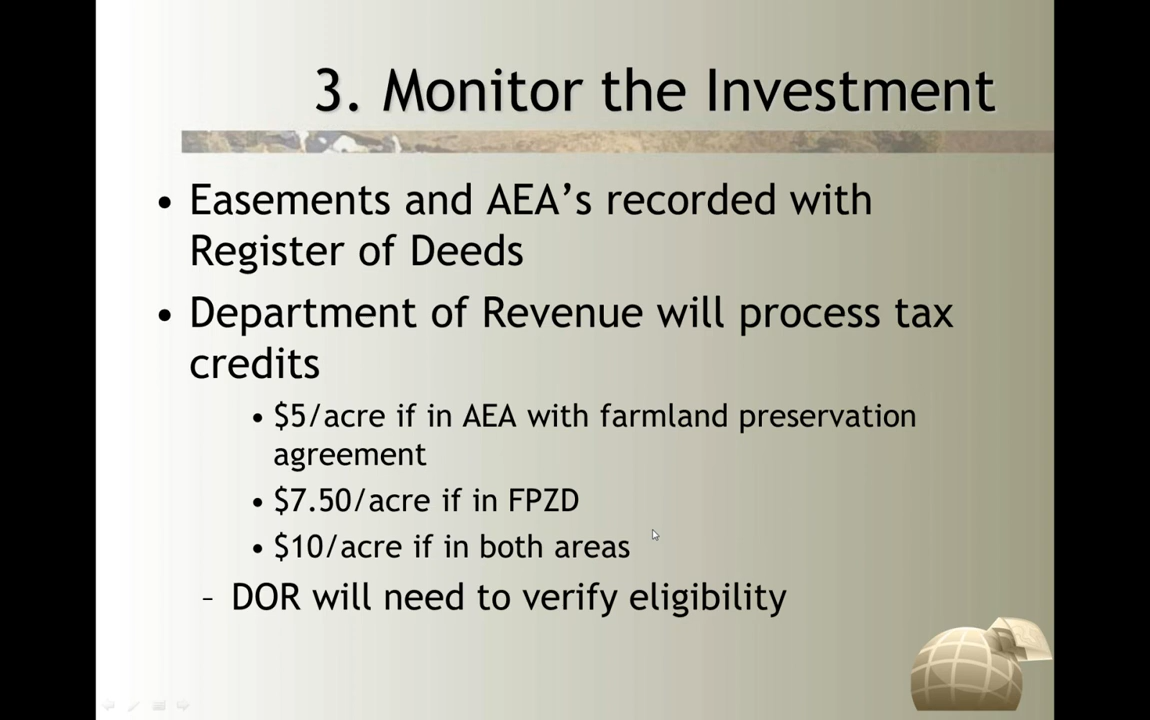 3. Monitor the Investment
• Easements and AEA’s recorded with
Register of Deeds
• Department of Revenue will process tax
credits
• $5/acre if in AEA with farmland preservation
agreement
• $7.50/acre if in FPZD
• $10/acre if in both areas
– DOR will need to verify eligibility